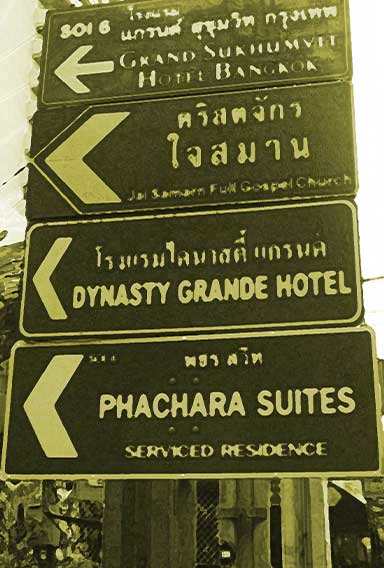 โรงแรม
SOI 6 แกรนด์ สุขุมวิท กรุงเทพ
GRAND SUKHUMVIT
HOTEL BANGKOK
คริสตจักร
ใจสมาน
Jai Samarn Full Gospel Church
โรงแรมไดนาสตี้ แกรนด์
DYNASTY GRANDE HOTEL
พชร สวีท
PHACHARA SUITES
SERVICED RESIDENCE